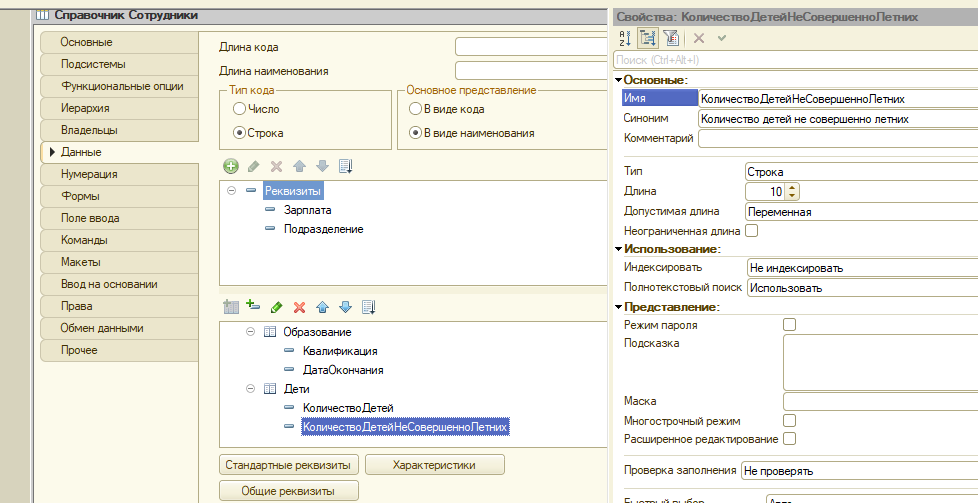 Справочник Сотрудники
Основные
Подсистемы
Функциональные опции
Иерархия
Владельцы
Данные
Нумерация
Формы
Поле ввода
Команды
Макеты
Ввод на основании
Права
Обмен данными
Прочее
Длина кода
Длина наименования
Тип кода
Число
Строка
Основное представление
В виде кода
В виде наименования
Реквизиты
Зарплата
Подразделение
Образование
Квалификация
ДатаОкончания
Дети
КоличествоДетей
КоличествоДетейНеСовершенноЛетних
Стандартные реквизиты
Характеристики
Общие реквизиты
Свойства: КоличествоДетейНеСовершенноЛетних
Поиск (Ctrl+Alt+I)
Основные:
Имя КоличествоДетейНеСовершенноЛетних
Синоним Количество детей не совершенно летних
Комментарий
Тип Строка
Длина 10
Допустимая длина Переменная
Неограниченная длина
Использование:
Индексировать Не индексировать
Полнотекстовый поиск Использовать
Представление:
Режим пароля
Подсказка
Маска
Многострочный режим
Расширенное редактирование
Проверка заполнения Не проверять
Быстрый выбор Авто